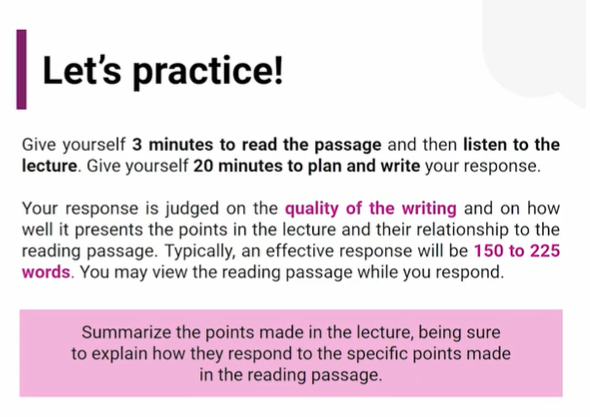 Let's practice!
Give yourself 3 minutes to read the passage and then listen to the
lecture. Give yourself 20 minutes to plan and write your response.
Your response is judged on the quality of the writing and on how
well it presents the points in the lecture and their relationship to the
reading passage. Typically, an effective response will be 150 to 225
words. You may view the reading passage while you respond.
Summarize the points made in the lecture, being sure
to explain how they respond to the specific points made
in the reading passage.